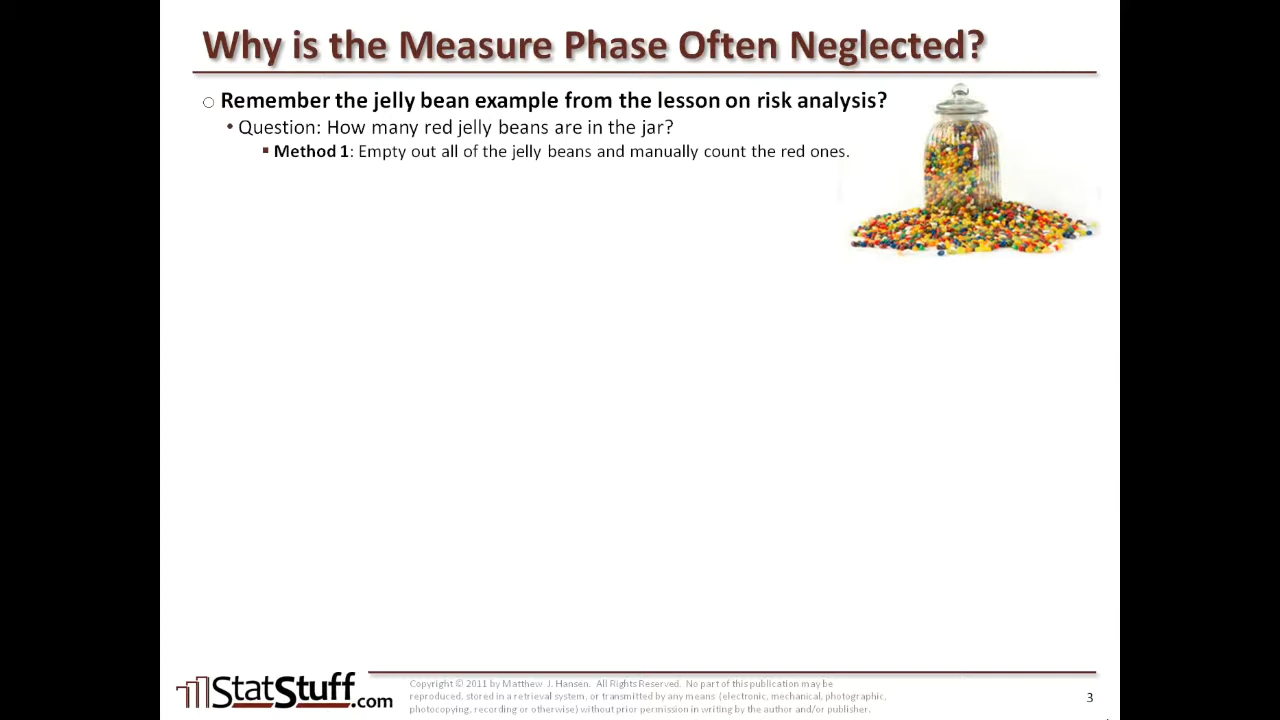 Why is the Measure Phase Often Neglected?
Remember the jelly bean example from the lesson on risk analysis?
Question: How many red jelly beans are in the jar?
Method 1: Empty out all of the jelly beans and manually count the red ones.
StatStuff.com
Copyright © 2011 by Matthew J. Hansen. All Rights Reserved. No part of this publication may be
reproduced, stored in a retrieval system, or transmitted by any means (electronic, mechanical, photographic,
photocopying, recording or otherwise) without prior permission in writing by the author and/or publisher.
3